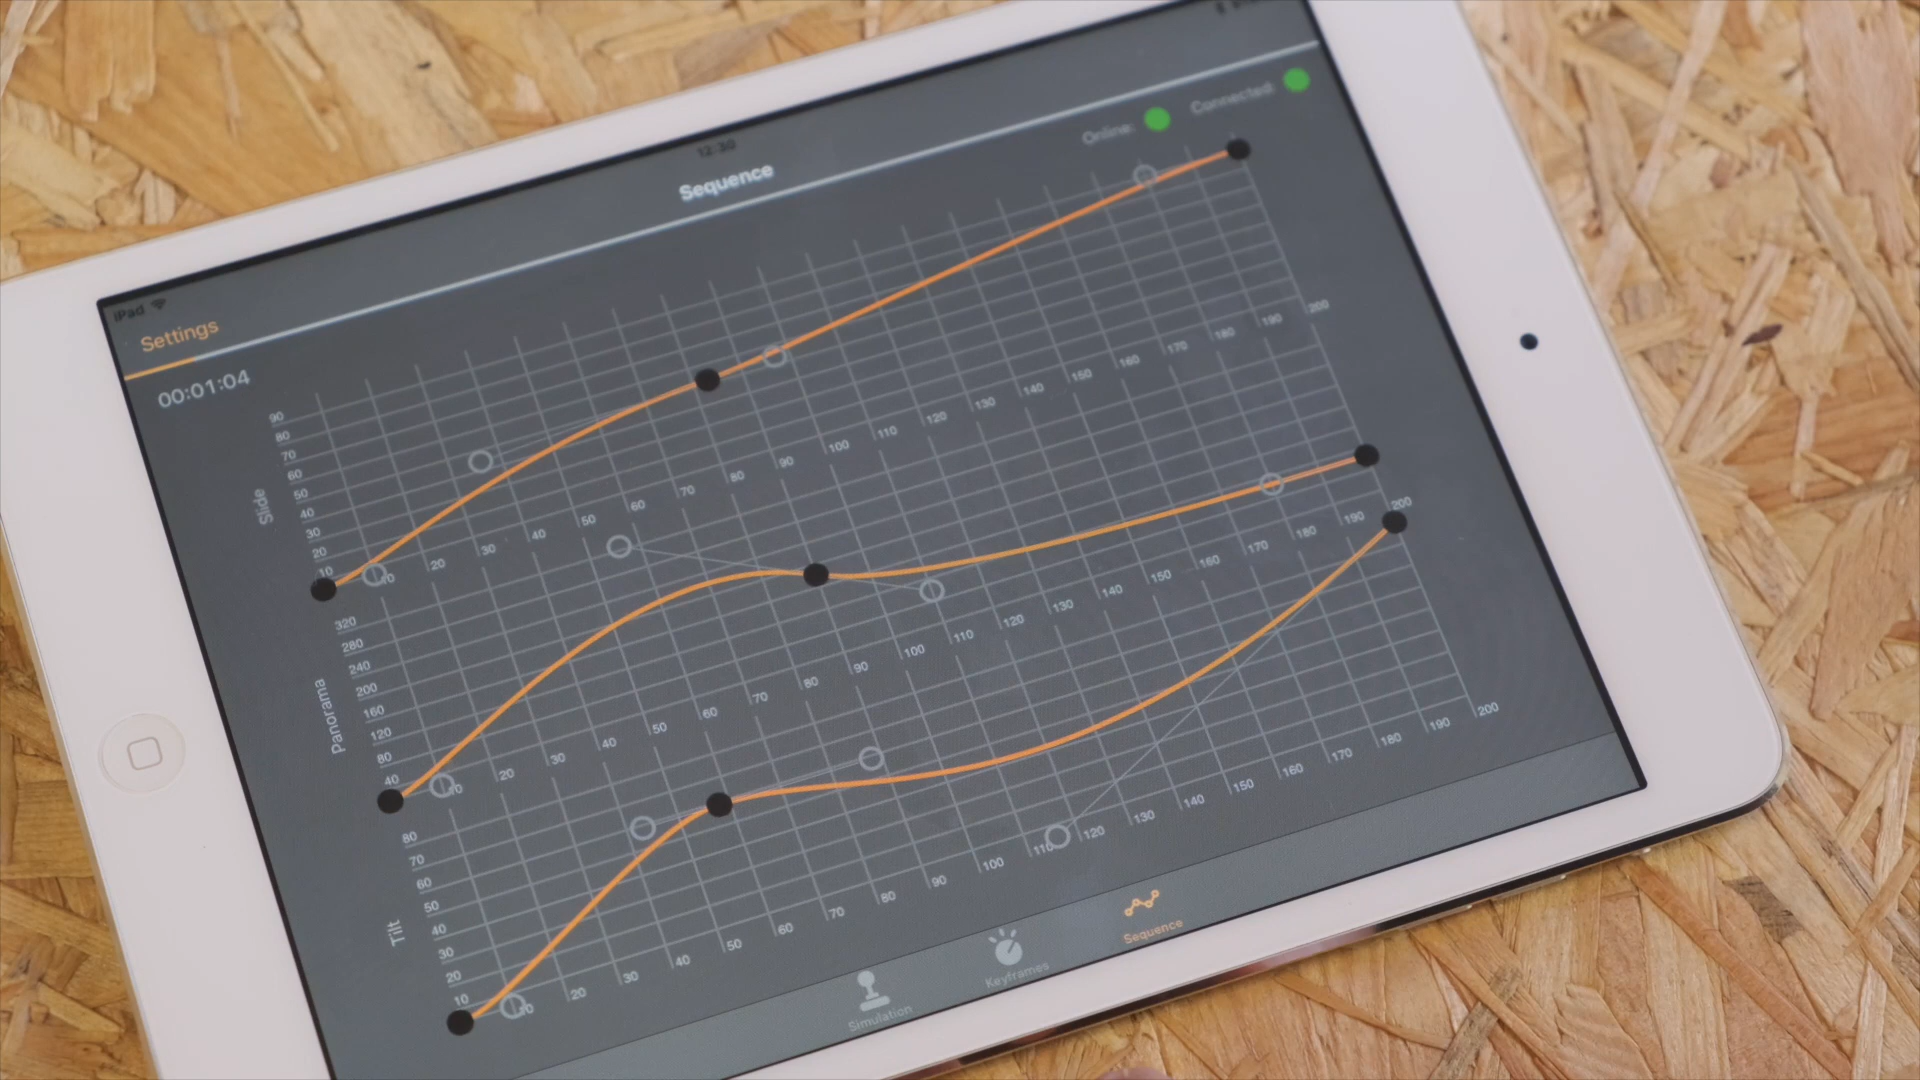 iPad
12:30
Sequence
Settings
Online:
Connected:
00:01:04
Slide
90
80
70
60
50
40
30
20
10
10 20 30 40 50 60 70 80 90 100 110 120 130 140 150 160 170 180 190 200
Panorama
320
280
240
200
160
120
80
40
10 20 30 40 50 60 70 80 90 100 110 120 130 140 150 160 170 180 190 200
Tilt
80
70
60
50
40
30
20
10
10 20 30 40 50 60 70 80 90 100 110 120 130 140 150 160 170 180 190 200
Simulation
Keyframes
Sequence